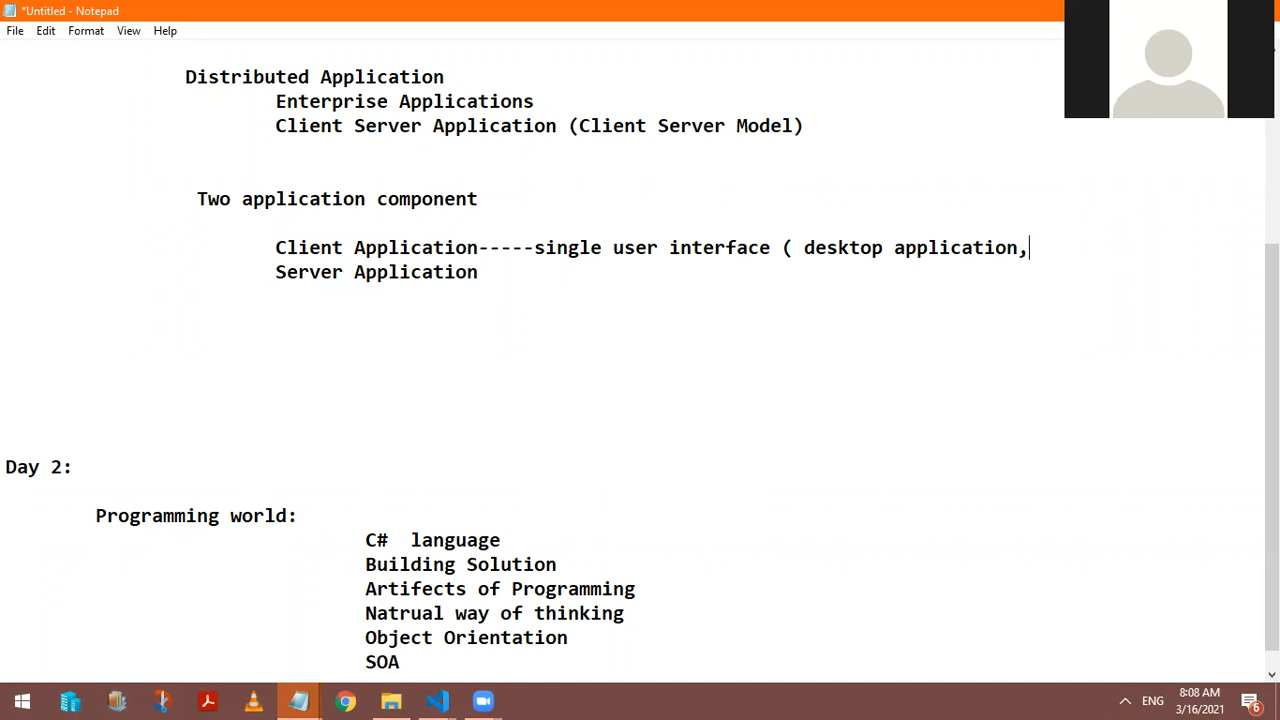 *Untitled - Notepad
File Edit Format View Help
Distributed Application
Enterprise Applications
Client Server Application (Client Server Model)
Two application component
Client Application-----single user interface ( desktop application,
Server Application
Day 2:
Programming world:
C# language
Building Solution
Artifects of Programming
Natrual way of thinking
Object Orientation
SOA
ENG
8:08 AM
3/16/2021
6